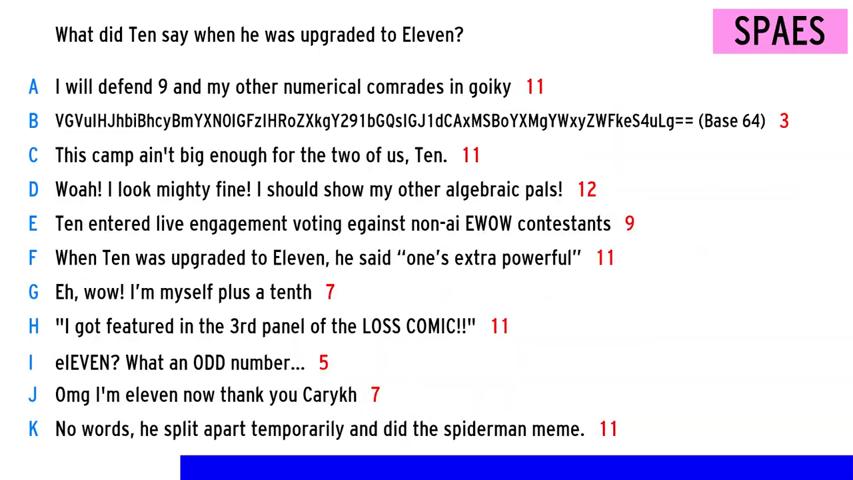 What did Ten say when he was upgraded to Eleven?
SPAES
A I will defend 9 and my other numerical comrades in goiky 11
B VGVuIHJhbiBhcyBmYXN0IGFzIHRoZXkgY291bGQsIGJ1dCAxMSBoYXMgYWxyZWFkeS4uLg== (Base 64) 3
C This camp ain't big enough for the two of us, Ten. 11
D Woah! I look mighty fine! I should show my other algebraic pals! 12
E Ten entered live engagement voting egainst non-ai EWOW contestants 9
F When Ten was upgraded to Eleven, he said “one’s extra powerful” 11
G Eh, wow! I’m myself plus a tenth 7
H "I got featured in the 3rd panel of the LOSS COMIC!!" 11
I elEVEN? What an ODD number... 5
J Omg I'm eleven now thank you Carykh 7
K No words, he split apart temporarily and did the spiderman meme. 11